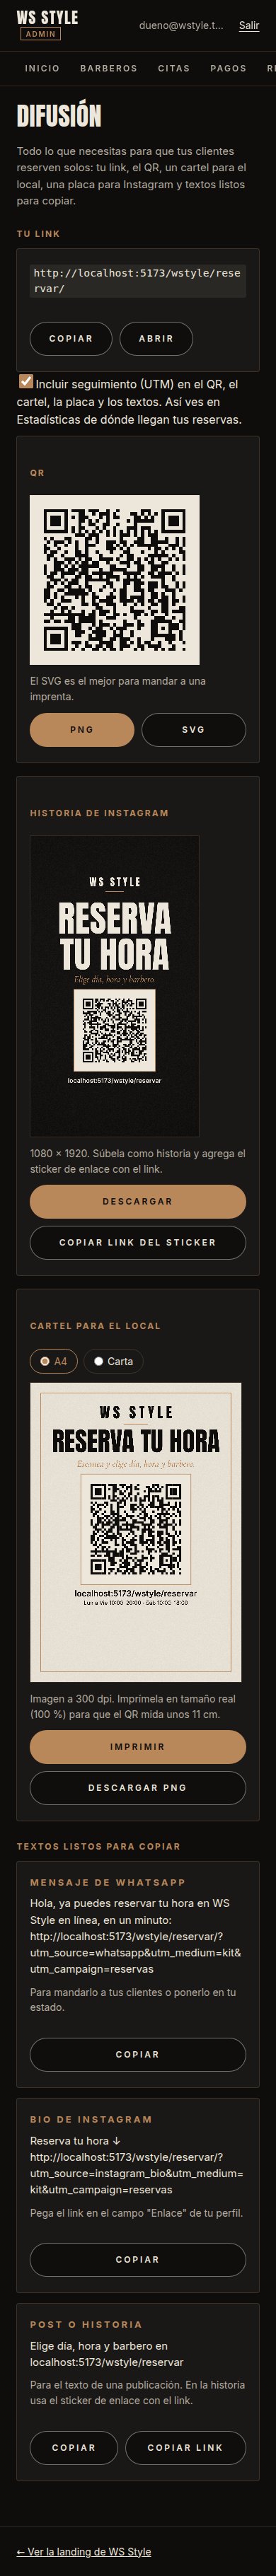 WS STYLE
ADMIN
dueno@wstyle.t...
Salir
INICIO BARBEROS CITAS PAGOS
DIFUSIÓN
Todo lo que necesitas para que tus clientes
reserven solos: tu link, el QR, un cartel para el
local, una placa para Instagram y textos listos
para copiar.
TU LINK
http://localhost:5173/wstyle/rese
rvar/
COPIAR ABRIR
Incluir seguimiento (UTM) en el QR, el
cartel, la placa y los textos. Así ves en
Estadísticas de dónde llegan tus reservas.
QR
El SVG es el mejor para mandar a una
imprenta.
PNG SVG
HISTORIA DE INSTAGRAM
WS STYLE
RESERVA
TU HORA
Elige día, hora y barbero.
localhost:5173/wstyle/reservar
1080 × 1920. Súbela como historia y agrega el
sticker de enlace con el link.
DESCARGAR
COPIAR LINK DEL STICKER
CARTEL PARA EL LOCAL
A4 Carta
WS STYLE
RESERVA TU HORA
Escanea y elige día, hora y barbero.
localhost:5173/wstyle/reservar
Lun a Vie 10:00–20:00 · Sáb 10:00–18:00
Imagen a 300 dpi. Imprímela en tamaño real
(100 %) para que el QR mida unos 11 cm.
IMPRIMIR
DESCARGAR PNG
TEXTOS LISTOS PARA COPIAR
MENSAJE DE WHATSAPP
Hola, ya puedes reservar tu hora en WS
Style en línea, en un minuto:
http://localhost:5173/wstyle/reservar/?
utm_source=whatsapp&utm_medium=kit&
utm_campaign=reservas
Para mandarlo a tus clientes o ponerlo en tu
estado.
COPIAR
BIO DE INSTAGRAM
Reserva tu hora ↓
http://localhost:5173/wstyle/reservar/?
utm_source=instagram_bio&utm_medium=
kit&utm_campaign=reservas
Pega el link en el campo "Enlace" de tu perfil.
COPIAR
POST O HISTORIA
Elige día, hora y barbero en
localhost:5173/wstyle/reservar
Para el texto de una publicación. En la historia
usa el sticker de enlace con el link.
COPIAR COPIAR LINK
← Ver la landing de WS Style